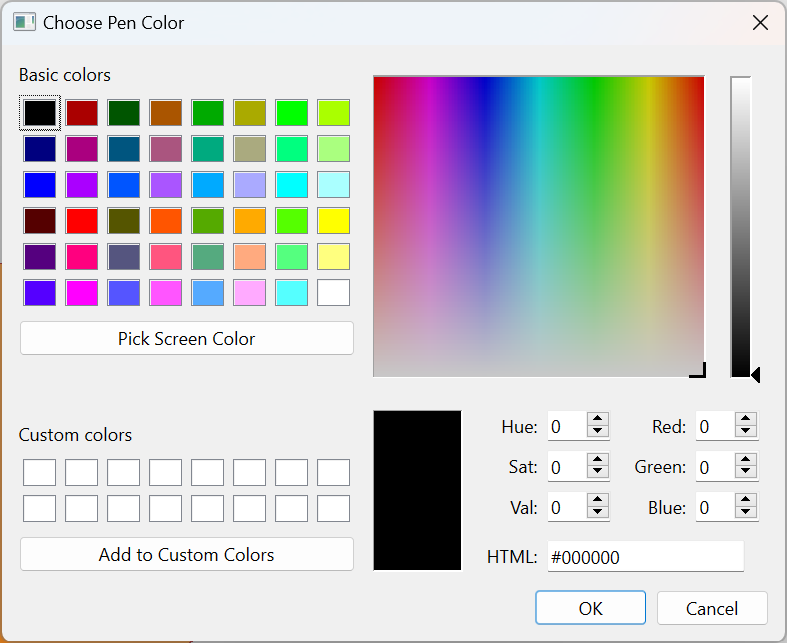 Choose Pen Color
Basic colors
Pick Screen Color
Custom colors
Add to Custom Colors
Hue: 0 Red: 0
Sat: 0 Green: 0
Val: 0 Blue: 0
HTML: #000000
OK Cancel